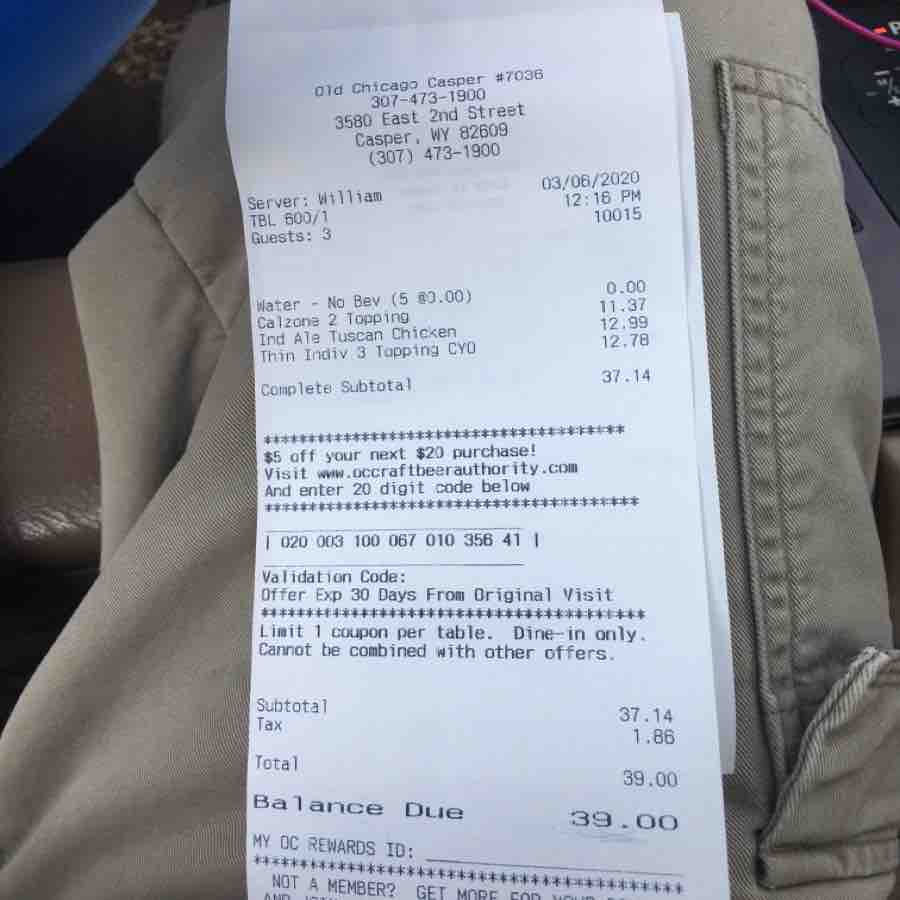 Old Chicago Casper #7036
307-473-1900
3580 East 2nd Street
Casper, WY 82609
(307) 473-1900
Server: William 03/06/2020
TBL 600/1 12:16 PM
Guests: 3 10015
Water - No Bev (5 @0.00) 0.00
Calzone 2 Topping 11.37
Ind Ale Tuscan Chicken 12.99
Thin Indiv 3 Topping CYO 12.78
Complete Subtotal 37.14
*****************************************
$5 off your next $20 purchase!
Visit www.occraftbeerauthority.com
And enter 20 digit code below
*****************************************
| 020 003 100 067 010 356 41 |
Validation Code:
Offer Exp 30 Days From Original Visit
*****************************************
Limit 1 coupon per table. Dine-in only.
Cannot be combined with other offers.
Subtotal 37.14
Tax 1.86
Total 39.00
Balance Due 39.00
MY OC REWARDS ID:
*****************************************
NOT A MEMBER? GET MORE FOR YOUR